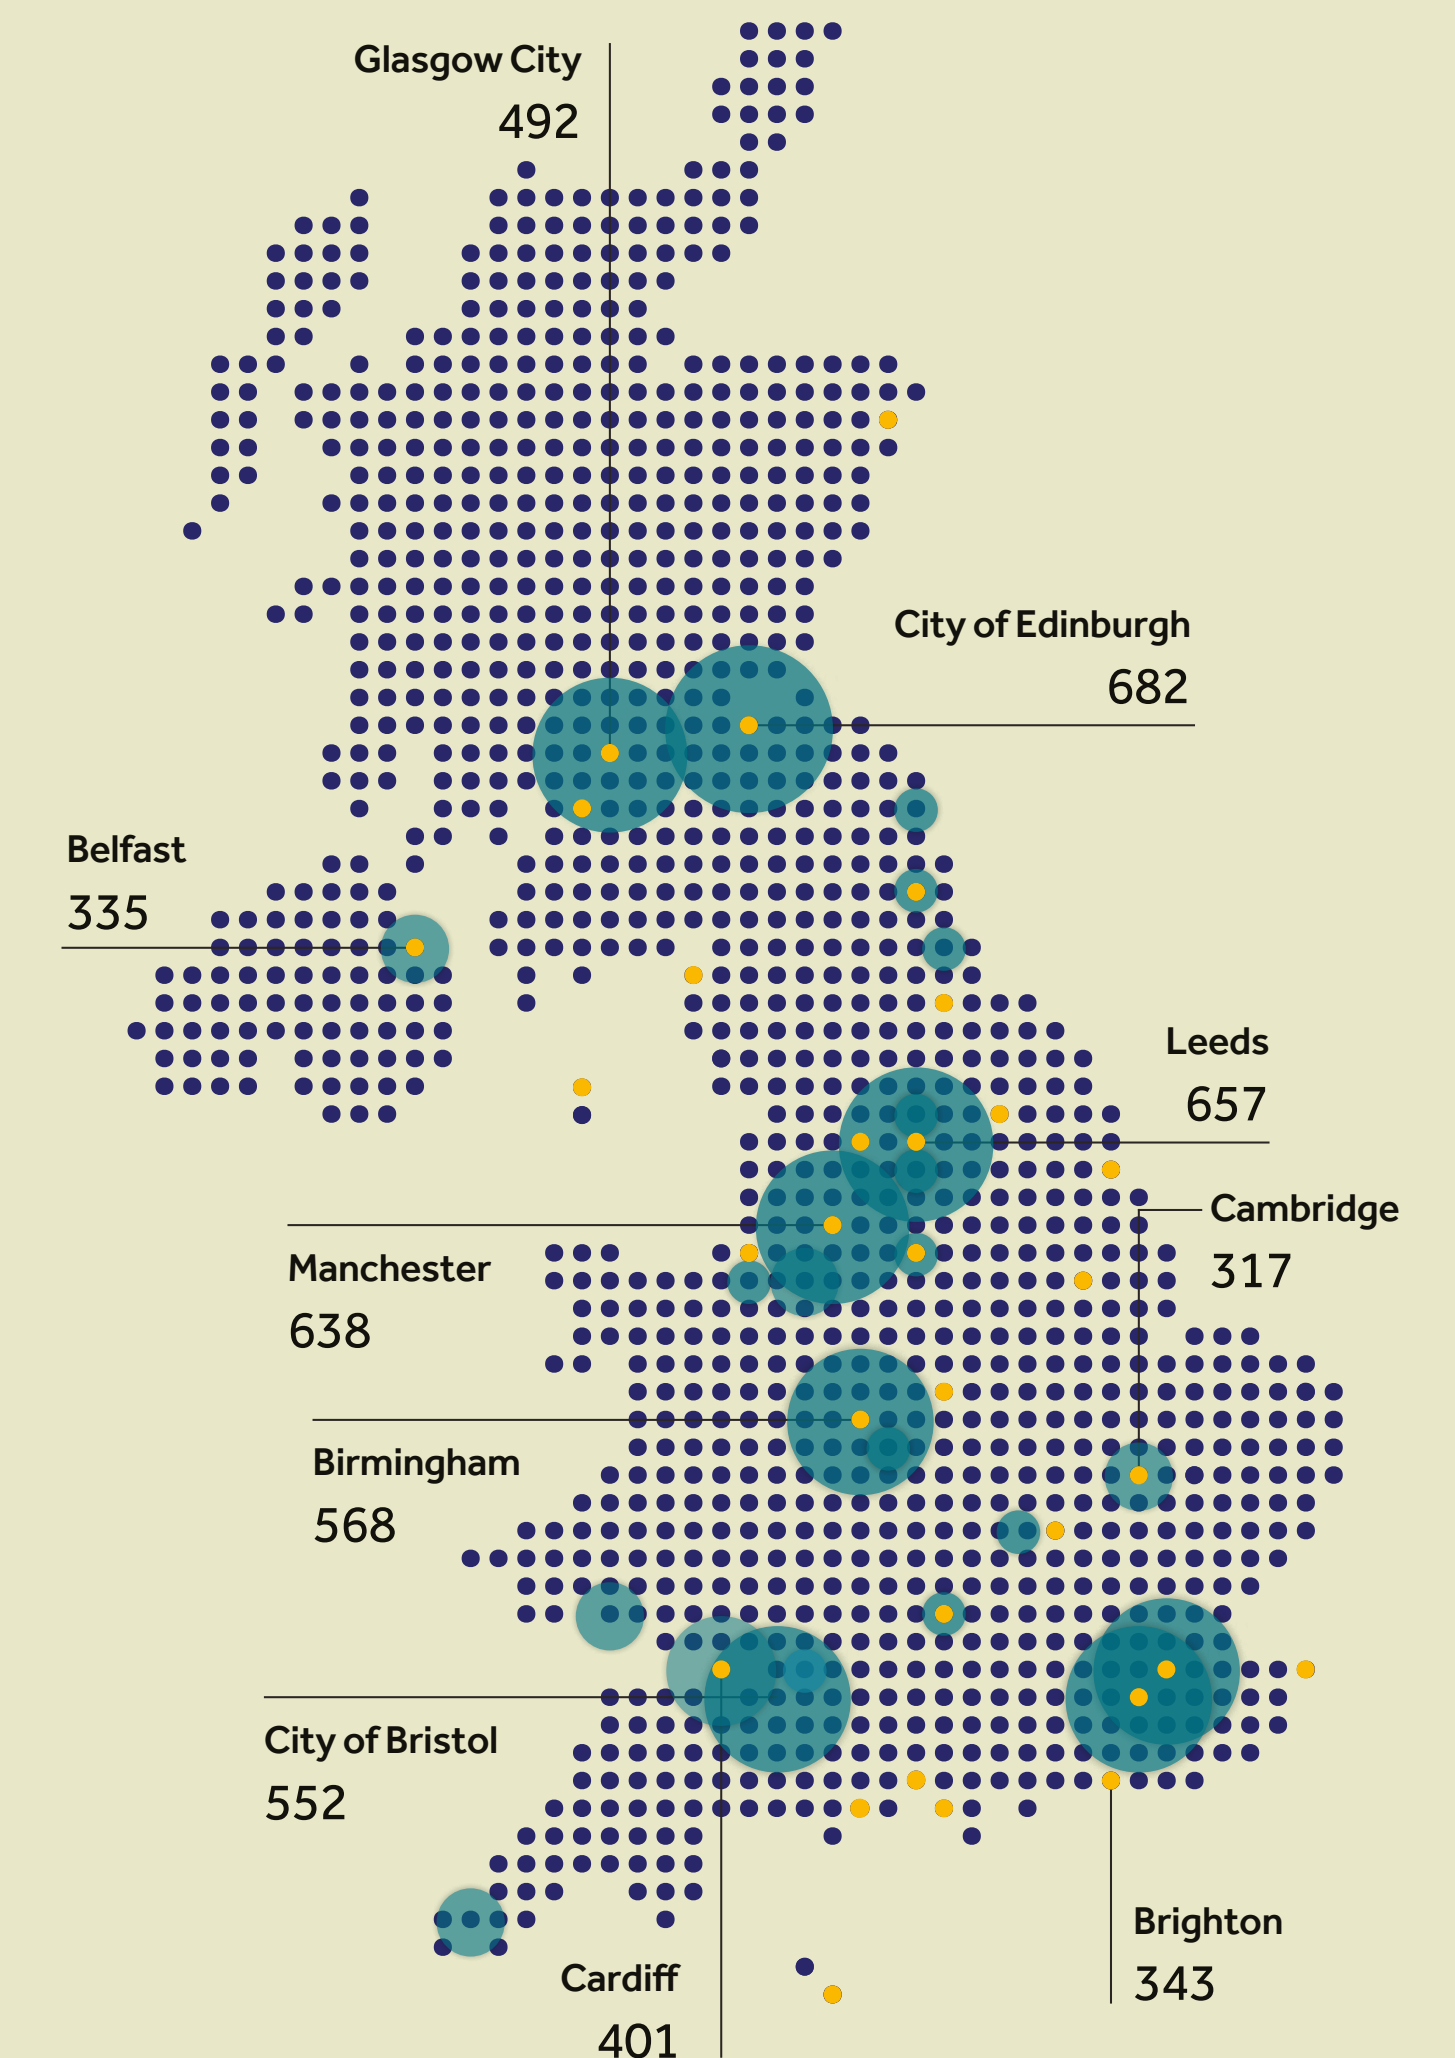 Glasgow City
492
City of Edinburgh
682
Belfast
335
Leeds
657
Cambridge
317
Manchester
638
Birmingham
568
City of Bristol
552
Brighton
343
Cardiff
401